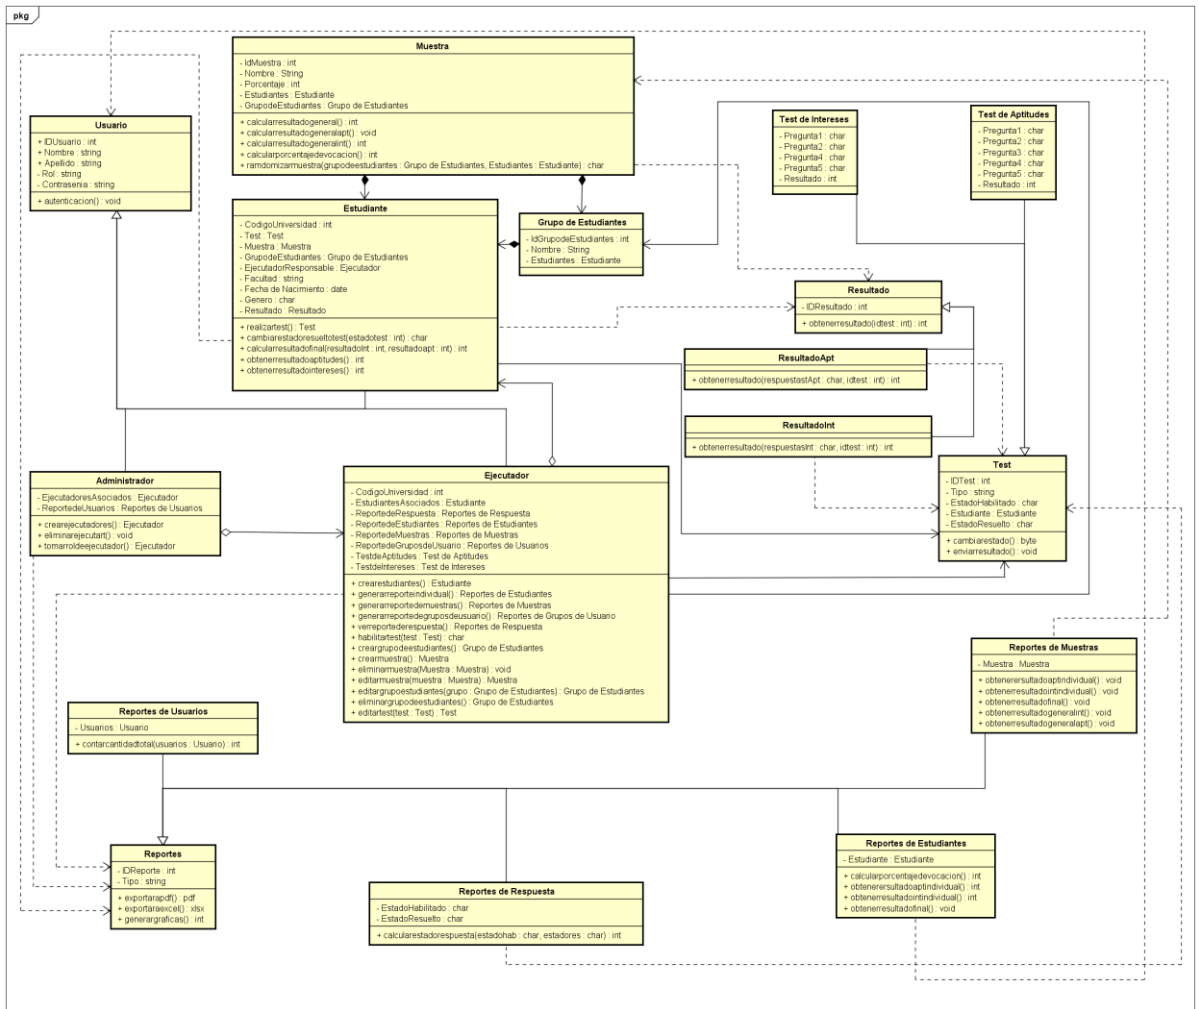 pkg
Muestra
- IdMuestra : int
- Nombre : String
- Porcentaje : int
- Estudiantes : Estudiante
- GrupodeEstudiantes : Grupo de Estudiantes
+ calcularresultadogeneral() : int
+ calcularresultadogeneralapt() : void
+ calcularresultadogeneralint() : int
+ calcularporcentajedevocacion() : int
+ ramdomizarmuestra(grupodeestudiantes : Grupo de Estudiantes, Estudiantes : Estudiante) : char
Usuario
+ IDUsuario : int
+ Nombre : string
+ Apellido : string
- Rol : string
- Contrasenia : string
+ autenticacion() : void
Test de Intereses
- Pregunta1 : char
- Pregunta2 : char
- Pregunta4 : char
- Pregunta5 : char
- Resultado : int
Test de Aptitudes
- Pregunta1 : char
- Pregunta2 : char
- Pregunta3 : char
- Pregunta4 : char
- Pregunta5 : char
- Resultado : int
Estudiante
- CodigoUniversidad : int
- Test : Test
- Muestra : Muestra
- GrupodeEstudiantes : Grupo de Estudiantes
- EjecutadorResponsable : Ejecutador
- Facultad : string
- Fecha de Nacimiento : date
- Genero : char
- Resultado : Resultado
+ realizartest() : Test
+ cambiarestadoresueltotest(estadotest : int) : char
+ calcularresultadofinal(resultadoInt : int, resultadoapt : int) : int
+ obtenerresultadoaptitudes() : int
+ obtenerresultadointereses() : int
Grupo de Estudiantes
- IdGrupodeEstudiantes : int
- Nombre : String
- Estudiantes : Estudiante
Resultado
- IDResultado : int
+ obtenerresultado(idtest : int) : int
ResultadoApt
+ obtenerresultado(respuestastApt : char, idtest : int) : int
ResultadoInt
+ obtenerresultado(respuestasInt : char, idtest : int) : int
Test
- IDTest : int
- Tipo : string
- EstadoHabilitado : char
- Estudiante : Estudiante
- EstadoResuelto : char
+ cambiarestado() : byte
+ enviarresultado() : void
Administrador
- EjecutadoresAsociados : Ejecutador
- ReportedeUsuarios : Reportes de Usuarios
+ crearejecutadores() : Ejecutador
+ eliminarejecutart() : void
+ tomarroldeejecutador() : Ejecutador
Ejecutador
- CodigoUniversidad : int
- EstudiantesAsociados : Estudiante
- ReportedeRespuesta : Reportes de Respuesta
- ReportedeEstudiantes : Reportes de Estudiantes
- ReportedeMuestras : Reportes de Muestras
- ReportedeGruposdeUsuario : Reportes de Usuarios
- TestdeAptitudes : Test de Aptitudes
- TestdeIntereses : Test de Intereses
+ crearestudiantes() : Estudiante
+ generarreporteindividual() : Reportes de Estudiantes
+ generarreportedemuestras() : Reportes de Muestras
+ generarreportedegruposdeusuario() : Reportes de Grupos de Usuario
+ verreportederespuesta() : Reportes de Respuesta
+ habilitartest(test : Test) : char
+ creargrupodeestudiantes() : Grupo de Estudiantes
+ crearmuestra() : Muestra
+ eliminarmuestra(Muestra : Muestra) : void
+ editarmuestra(muestra : Muestra) : Muestra
+ editargrupoestudiantes(grupo : Grupo de Estudiantes) : Grupo de Estudiantes
+ eliminargrupodeestudiantes() : Grupo de Estudiantes
+ editartest(test : Test) : Test
Reportes de Muestras
- Muestra : Muestra
+ obtenerersultadoaptindividual() : void
+ obtenerresultadointindividual() : void
+ obtenerresultadofinal() : void
+ obtenerresultadogeneralint() : void
+ obtenerresultadogeneralapt() : void
Reportes de Usuarios
- Usuarios : Usuario
+ contarcantidadtotal(usuarios : Usuario) : int
Reportes
- IDReporte : int
- Tipo : string
+ exportarapdf() : pdf
+ exportaraexcel() : xlsx
+ generargraficas() : int
Reportes de Respuesta
- EstadoHabilitado : char
- EstadoResuelto : char
+ calcularestadorespuesta(estadohab : char, estadores : char) : int
Reportes de Estudiantes
- Estudiante : Estudiante
+ calcularporcentajedevocacion() : int
+ obtenerersultadoaptindividual() : int
+ obtenerresultadointindividual() : int
+ obtenerresultadofinal() : void